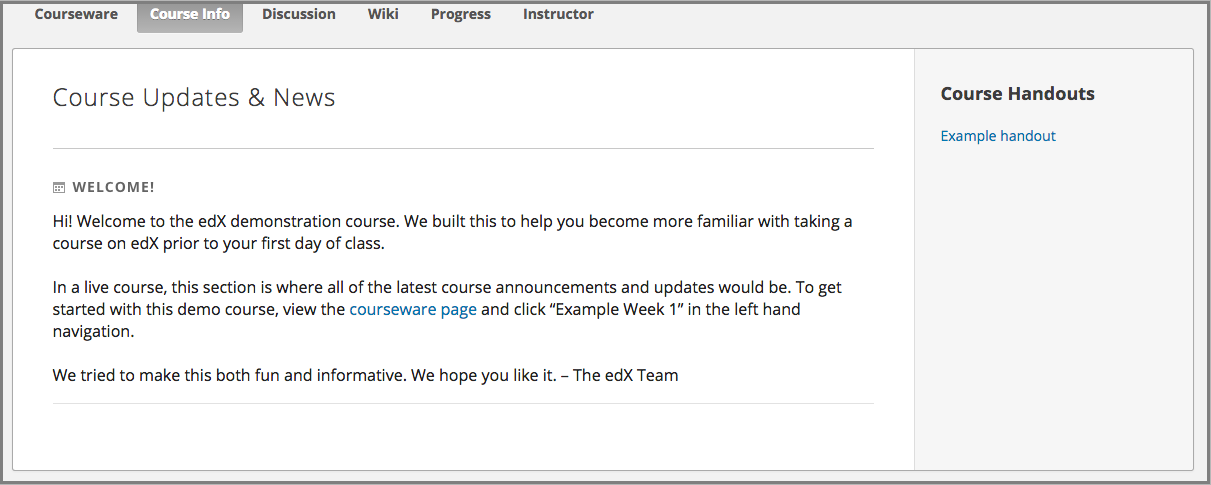 Courseware Course Info Discussion Wiki Progress Instructor
Course Updates & News
WELCOME!
Hi! Welcome to the edX demonstration course. We built this to help you become more familiar with taking a
course on edX prior to your first day of class.
In a live course, this section is where all of the latest course announcements and updates would be. To get
started with this demo course, view the courseware page and click “Example Week 1” in the left hand
navigation.
We tried to make this both fun and informative. We hope you like it. – The edX Team
Course Handouts
Example handout